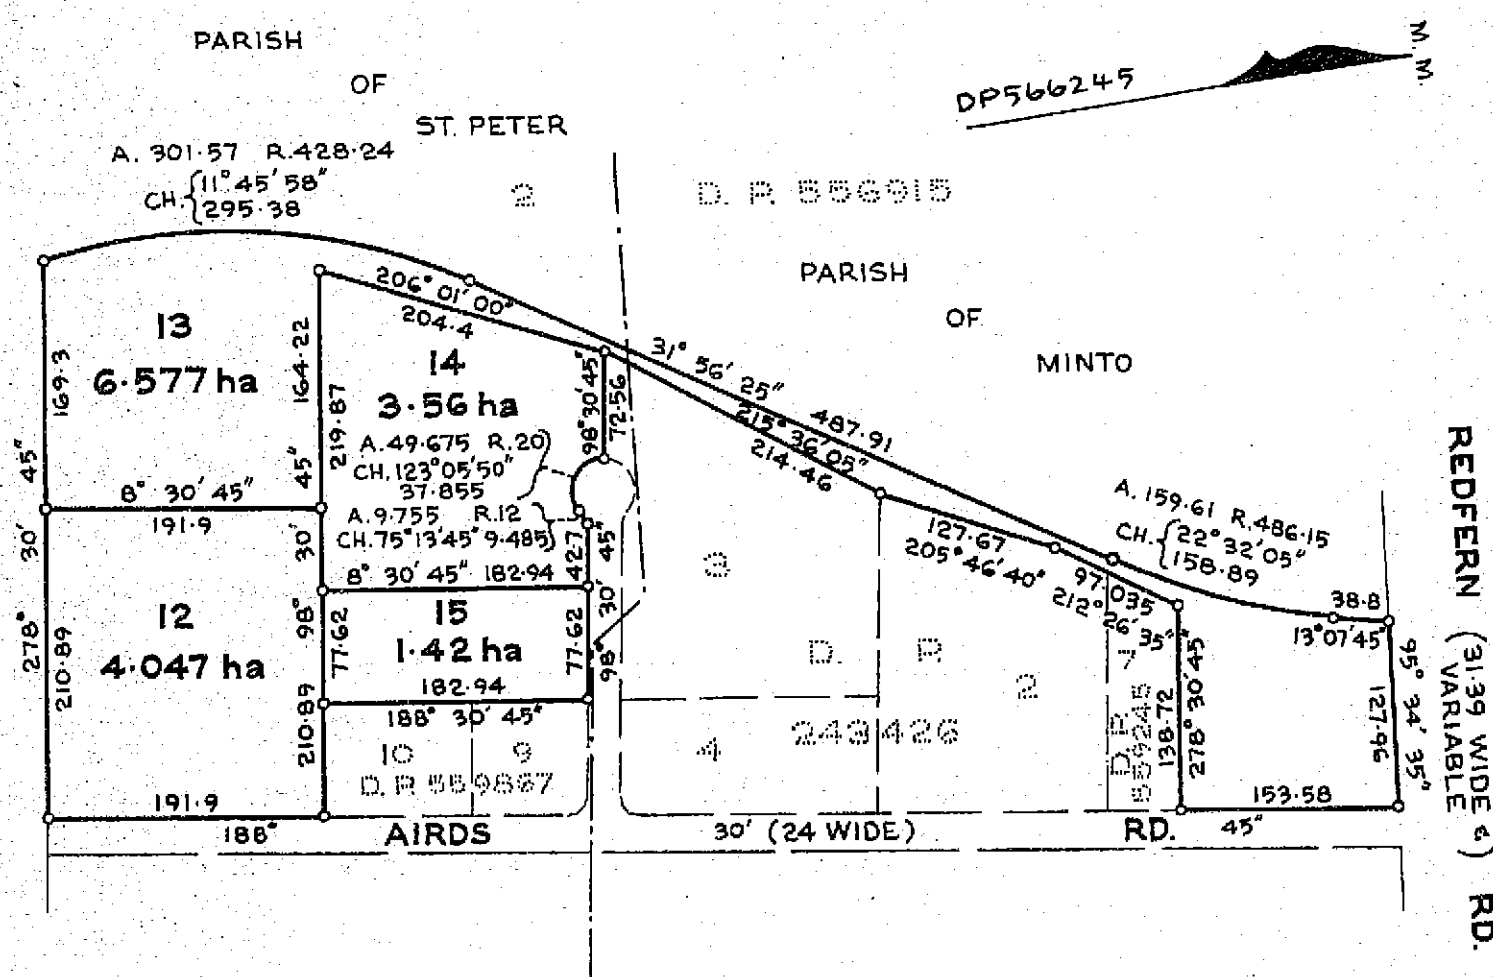 PARISH
OF
ST. PETER
DP566245
M.M.
A. 301·57 R.428·24
CH. {11° 45' 58"
295·38
2
D. P. 556915
PARISH
OF
MINTO
206° 01' 00"
204·4
13
6·577 ha
169·3
164·22
219·87
14
3·56 ha
98° 30' 45"
72·56
A. 49·675 R. 20
CH. 123° 05' 50"
37·855
A. 9·755 R. 12
CH. 75° 13' 45" 9·485
31° 56' 25"
487·91
215° 36' 05"
214·46
8° 30' 45"
191·9
8° 30' 45" 182·94
42·7
127·67
205° 46' 40"
97·035
212° 26' 35"
A. 159·61 R. 486·15
CH. {22° 32' 05"
158·89
38·8
13° 07' 45"
12
4·047 ha
278° 30' 45"
210·89
98° 30' 45"
77·62
210·89
15
1·42 ha
77·62
98° 30' 45"
182·94
188° 30' 45"
10
9
D. P. 559867
3
4
D. P.
243426
2
7
D. P.
559245
138·72
278° 30' 45"
95° 34' 35"
127·96
153·58
191·9
188° 30' 45"
AIRDS (24 WIDE) RD.
REDFERN (31·39 WIDE & VARIABLE) RD.